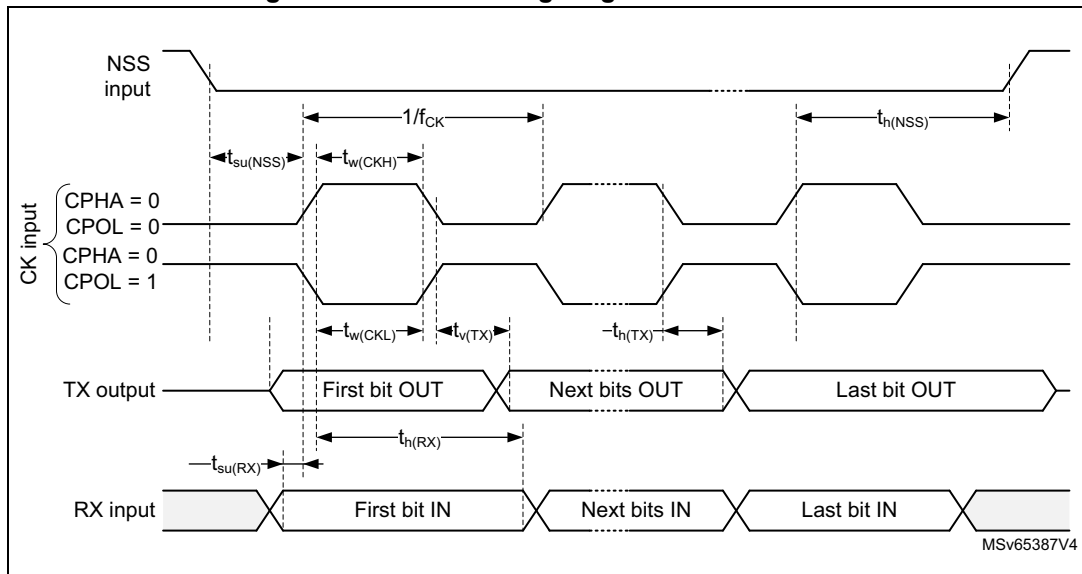 NSS
input
1/fCK
th(NSS)
tsu(NSS)
tw(CKH)
CK input
CPHA = 0
CPOL = 0
CPHA = 0
CPOL = 1
tw(CKL)
tv(TX)
th(TX)
TX output
First bit OUT
Next bits OUT
Last bit OUT
th(RX)
tsu(RX)
RX input
First bit IN
Next bits IN
Last bit IN
MSv65387V4